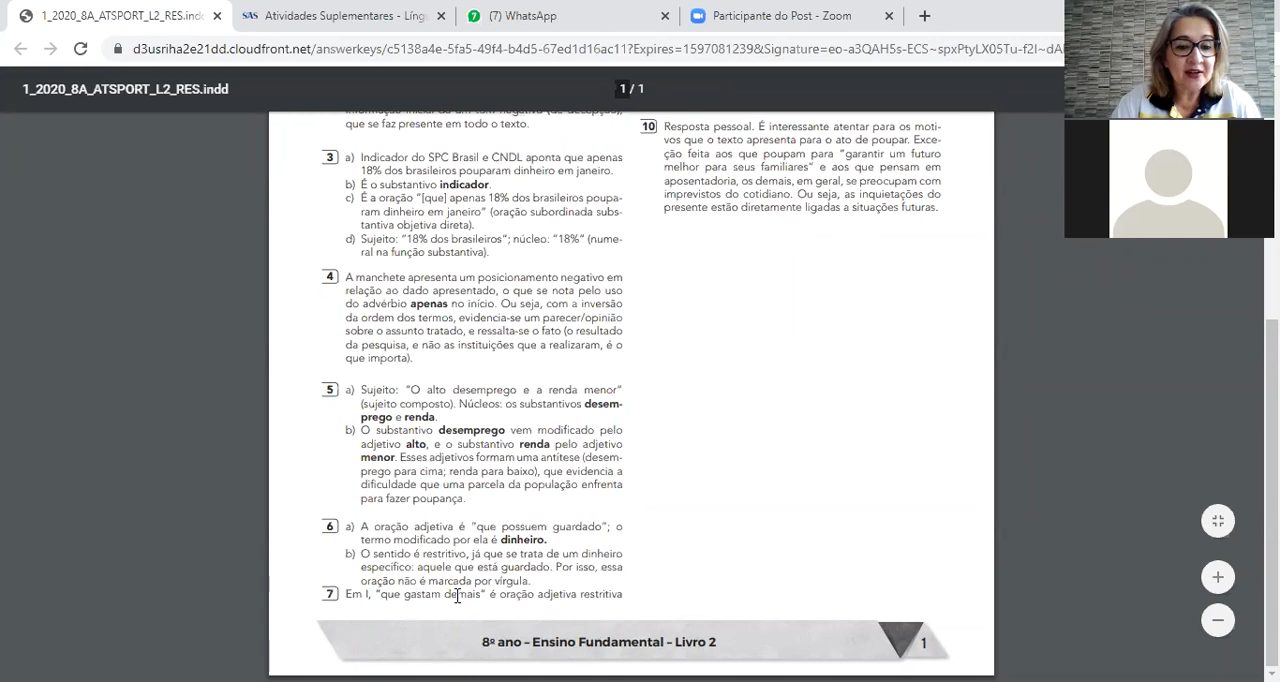 1_2020_8A_ATSPORT_L2_RES.in
SAS Atividades Suplementares - Líng
(7) WhatsApp
Participante do Post - Zoom
d3usriha2e21dd.cloudfront.net/answerkeys/c5138a4e-5fa5-49f4-b4d5-67ed1d16ac11?Expires=1597081239&Signature=eo-a3QAH5s-ECS~spxPtyLX05Tu-f2I~dA
1_2020_8A_ATSPORT_L2_RES.indd
1 / 1
que se faz presente em todo o texto.
3 a) Indicador do SPC Brasil e CNDL aponta que apenas
18% dos brasileiros pouparam dinheiro em janeiro.
b) É o substantivo indicador.
c) É a oração "[que] apenas 18% dos brasileiros poupa-
ram dinheiro em janeiro" (oração subordinada subs-
tantiva objetiva direta).
d) Sujeito: "18% dos brasileiros"; núcleo: "18%" (nume-
ral na função substantiva).
4 A manchete apresenta um posicionamento negativo em
relação ao dado apresentado, o que se nota pelo uso
do advérbio apenas no início. Ou seja, com a inversão
da ordem dos termos, evidencia-se um parecer/opinião
sobre o assunto tratado, e ressalta-se o fato (o resultado
da pesquisa, e não as instituições que a realizaram, é o
que importa).
5 a) Sujeito: "O alto desemprego e a renda menor"
(sujeito composto). Núcleos: os substantivos desem-
prego e renda.
b) O substantivo desemprego vem modificado pelo
adjetivo alto, e o substantivo renda pelo adjetivo
menor. Esses adjetivos formam uma antítese (desem-
prego para cima; renda para baixo), que evidencia a
dificuldade que uma parcela da população enfrenta
para fazer poupança.
6 a) A oração adjetiva é "que possuem guardado"; o
termo modificado por ela é dinheiro.
b) O sentido é restritivo, já que se trata de um dinheiro
específico: aquele que está guardado. Por isso, essa
oração não é marcada por vírgula.
7 Em I, "que gastam demais" é oração adjetiva restritiva
10 Resposta pessoal. É interessante atentar para os moti-
vos que o texto apresenta para o ato de poupar. Exce-
ção feita aos que poupam para "garantir um futuro
melhor para seus familiares" e aos que pensam em
aposentadoria, os demais, em geral, se preocupam com
imprevistos do cotidiano. Ou seja, as inquietações do
presente estão diretamente ligadas a situações futuras.
8º ano – Ensino Fundamental – Livro 2
1